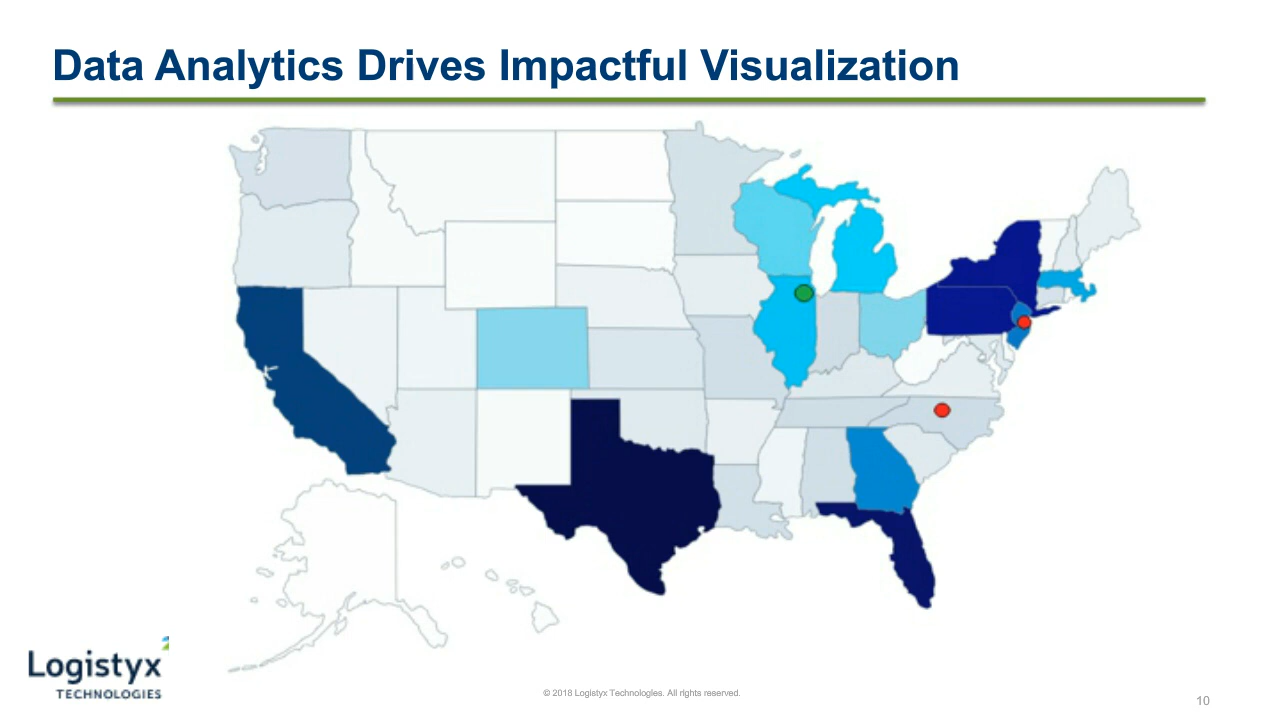 Data Analytics Drives Impactful Visualization
Logistyx
TECHNOLOGIES
© 2018 Logistyx Technologies. All rights reserved.
10